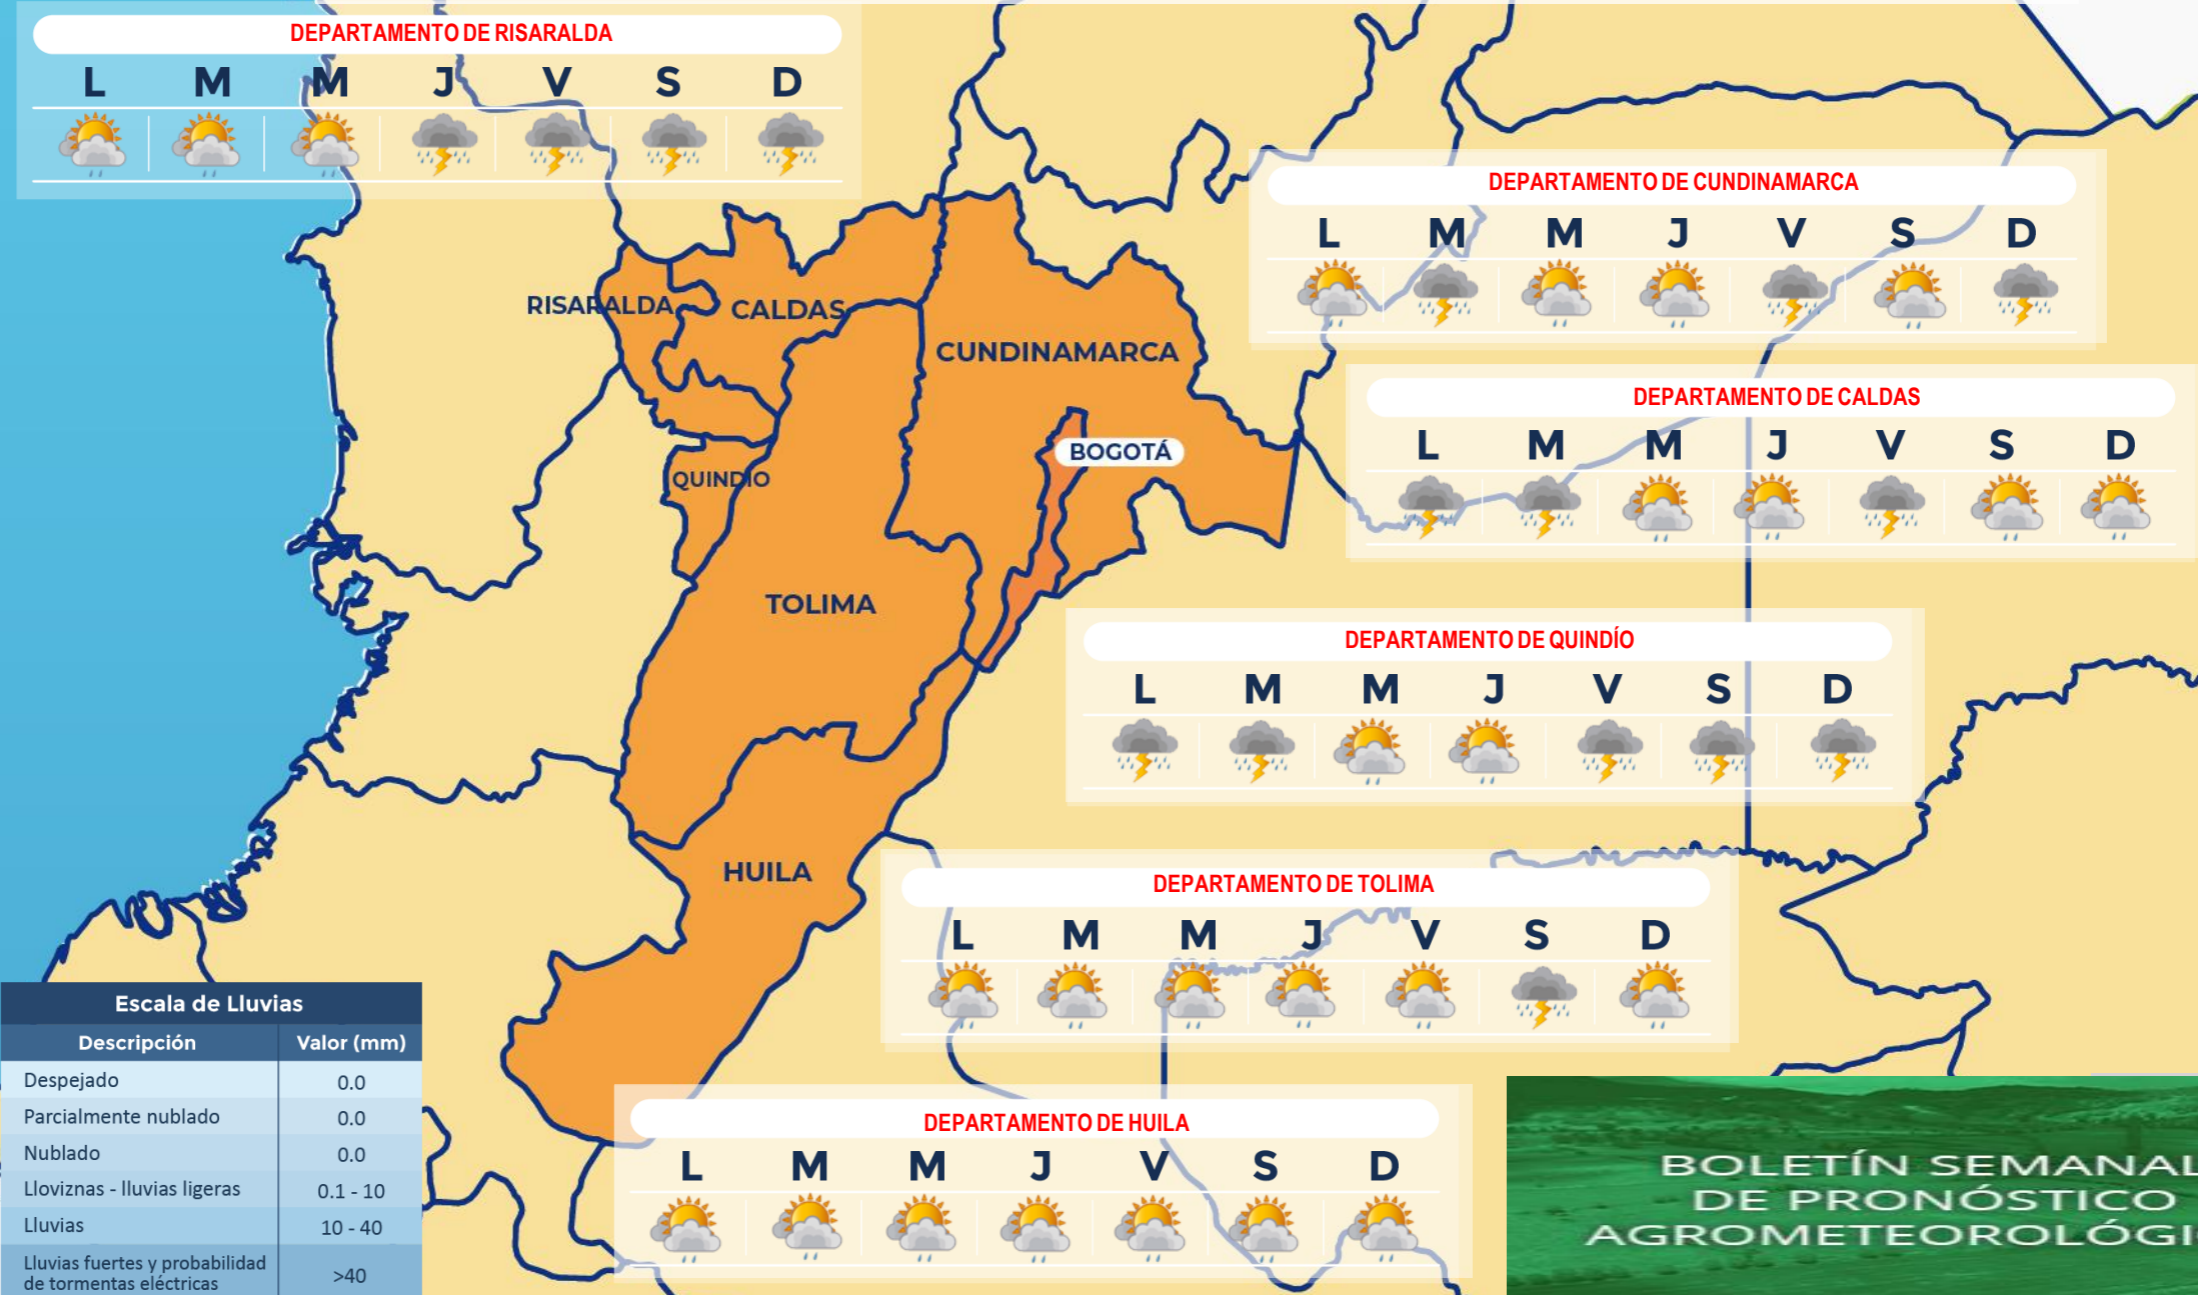 DEPARTAMENTO DE RISARALDA
L M M J V S D
DEPARTAMENTO DE CUNDINAMARCA
L M M J V S D
RISARALDA
CALDAS
CUNDINAMARCA
DEPARTAMENTO DE CALDAS
L M M J V S D
BOGOTÁ
QUINDIO
TOLIMA
DEPARTAMENTO DE QUINDÍO
L M M J V S D
HUILA
DEPARTAMENTO DE TOLIMA
L M M J V S D
Escala de Lluvias
Descripción Valor (mm)
Despejado 0.0
Parcialmente nublado 0.0
Nublado 0.0
Lloviznas - lluvias ligeras 0.1 - 10
Lluvias 10 - 40
Lluvias fuertes y probabilidad
de tormentas eléctricas >40
DEPARTAMENTO DE HUILA
L M M J V S D
BOLETÍN SEMANAL
DE PRONÓSTICO
AGROMETEOROLÓGI